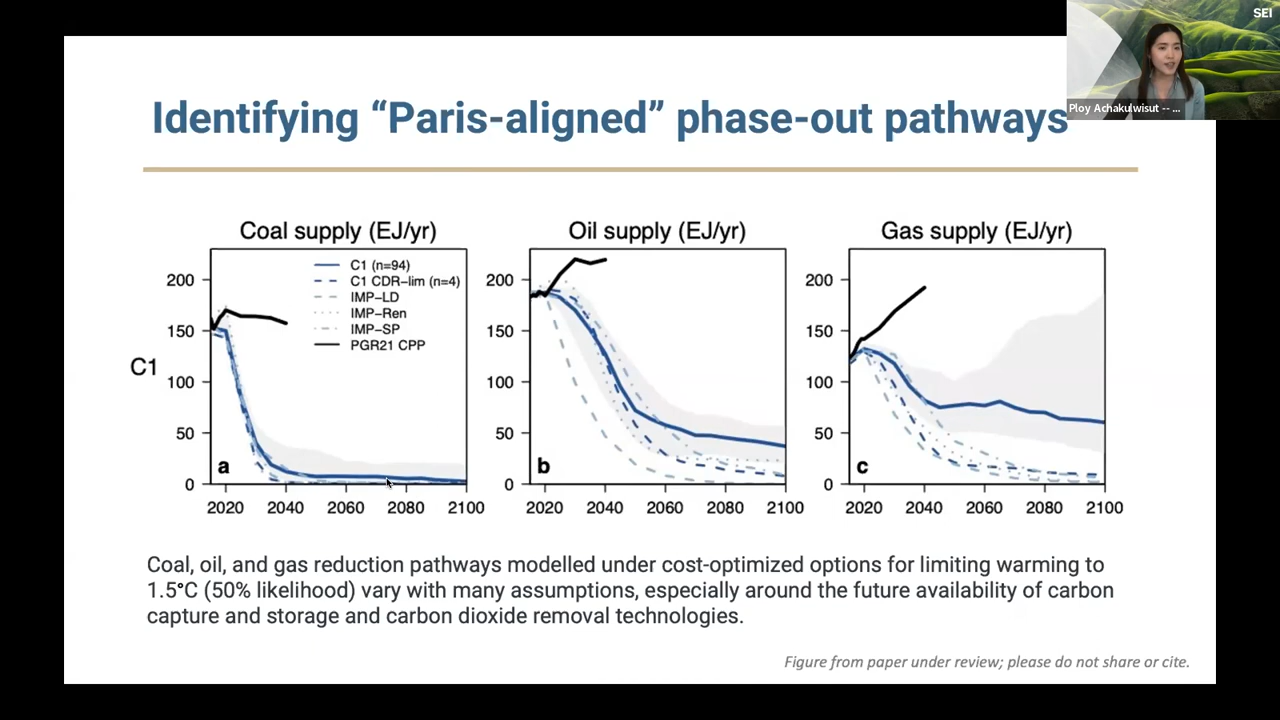 SEI
Ploy Achakulwisut -- ...
Identifying “Paris-aligned” phase-out pathways
Coal supply (EJ/yr)
Oil supply (EJ/yr)
Gas supply (EJ/yr)
C1
200
150
100
50
0
C1 (n=94)
C1 CDR-lim (n=4)
IMP-LD
IMP-Ren
IMP-SP
PGR21 CPP
a
2020 2040 2060 2080 2100
200
150
100
50
0
b
2020 2040 2060 2080 2100
200
150
100
50
0
c
2020 2040 2060 2080 2100
Coal, oil, and gas reduction pathways modelled under cost-optimized options for limiting warming to
1.5°C (50% likelihood) vary with many assumptions, especially around the future availability of carbon
capture and storage and carbon dioxide removal technologies.
Figure from paper under review; please do not share or cite.